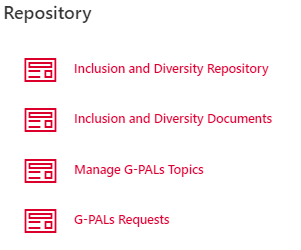 Repository
Inclusion and Diversity Repository
Inclusion and Diversity Documents
Manage G-PALs Topics
G-PALs Requests